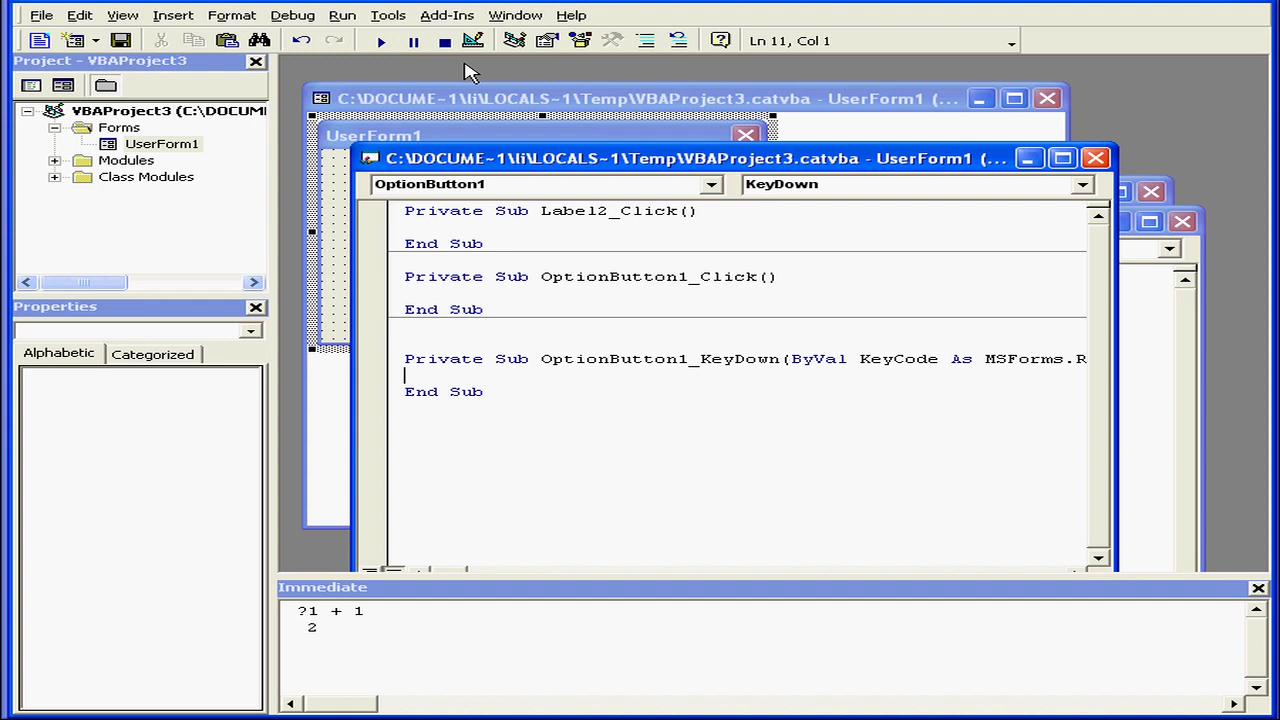 File Edit View Insert Format Debug Run Tools Add-Ins Window Help
Ln 11, Col 1
Project - VBAProject3
VBAProject3 (C:\DOCUM
Forms
UserForm1
Modules
Class Modules
Properties
Alphabetic Categorized
C:\DOCUME~1\li\LOCALS~1\Temp\VBAProject3.catvba - UserForm1 (...
UserForm1
C:\DOCUME~1\li\LOCALS~1\Temp\VBAProject3.catvba - UserForm1 (...
OptionButton1 KeyDown
Private Sub Label2_Click()
End Sub
Private Sub OptionButton1_Click()
End Sub
Private Sub OptionButton1_KeyDown(ByVal KeyCode As MSForms.R
End Sub
Immediate
?1 + 1
2